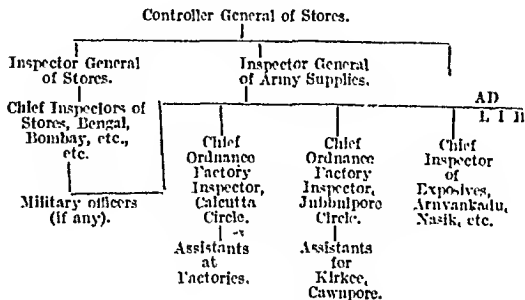 Controller General of Stores.
Inspector General
of Stores.
Inspector General
of Army Supplies.
Chief Inspectors of
Stores, Bengal,
Bombay, etc.,
etc.
Military officers
(if any).
AD
L I B
Chief
Ordnance
Factory
Inspector,
Calcutta
Circle.
Assistants
at
Factories.
Chief
Ordnance
Factory
Inspector,
Jubbulpore
Circle.
Assistants
for
Kirkee,
Cawnpore.
Chief
Inspector
of
Exposives,
Aruvankadu,
Nasik, etc.